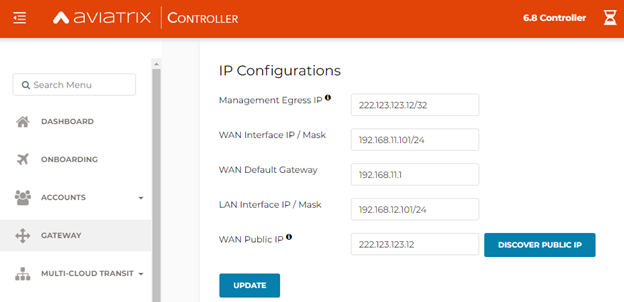 aviatrix CONTROLLER 6.8 Controller
Search Menu
DASHBOARD
ONBOARDING
ACCOUNTS
GATEWAY
MULTI-CLOUD TRANSIT
IP Configurations
Management Egress IP 222.123.123.12/32
WAN Interface IP / Mask 192.168.11.101/24
WAN Default Gateway 192.168.11.1
LAN Interface IP / Mask 192.168.12.101/24
WAN Public IP 222.123.123.12 DISCOVER PUBLIC IP
UPDATE